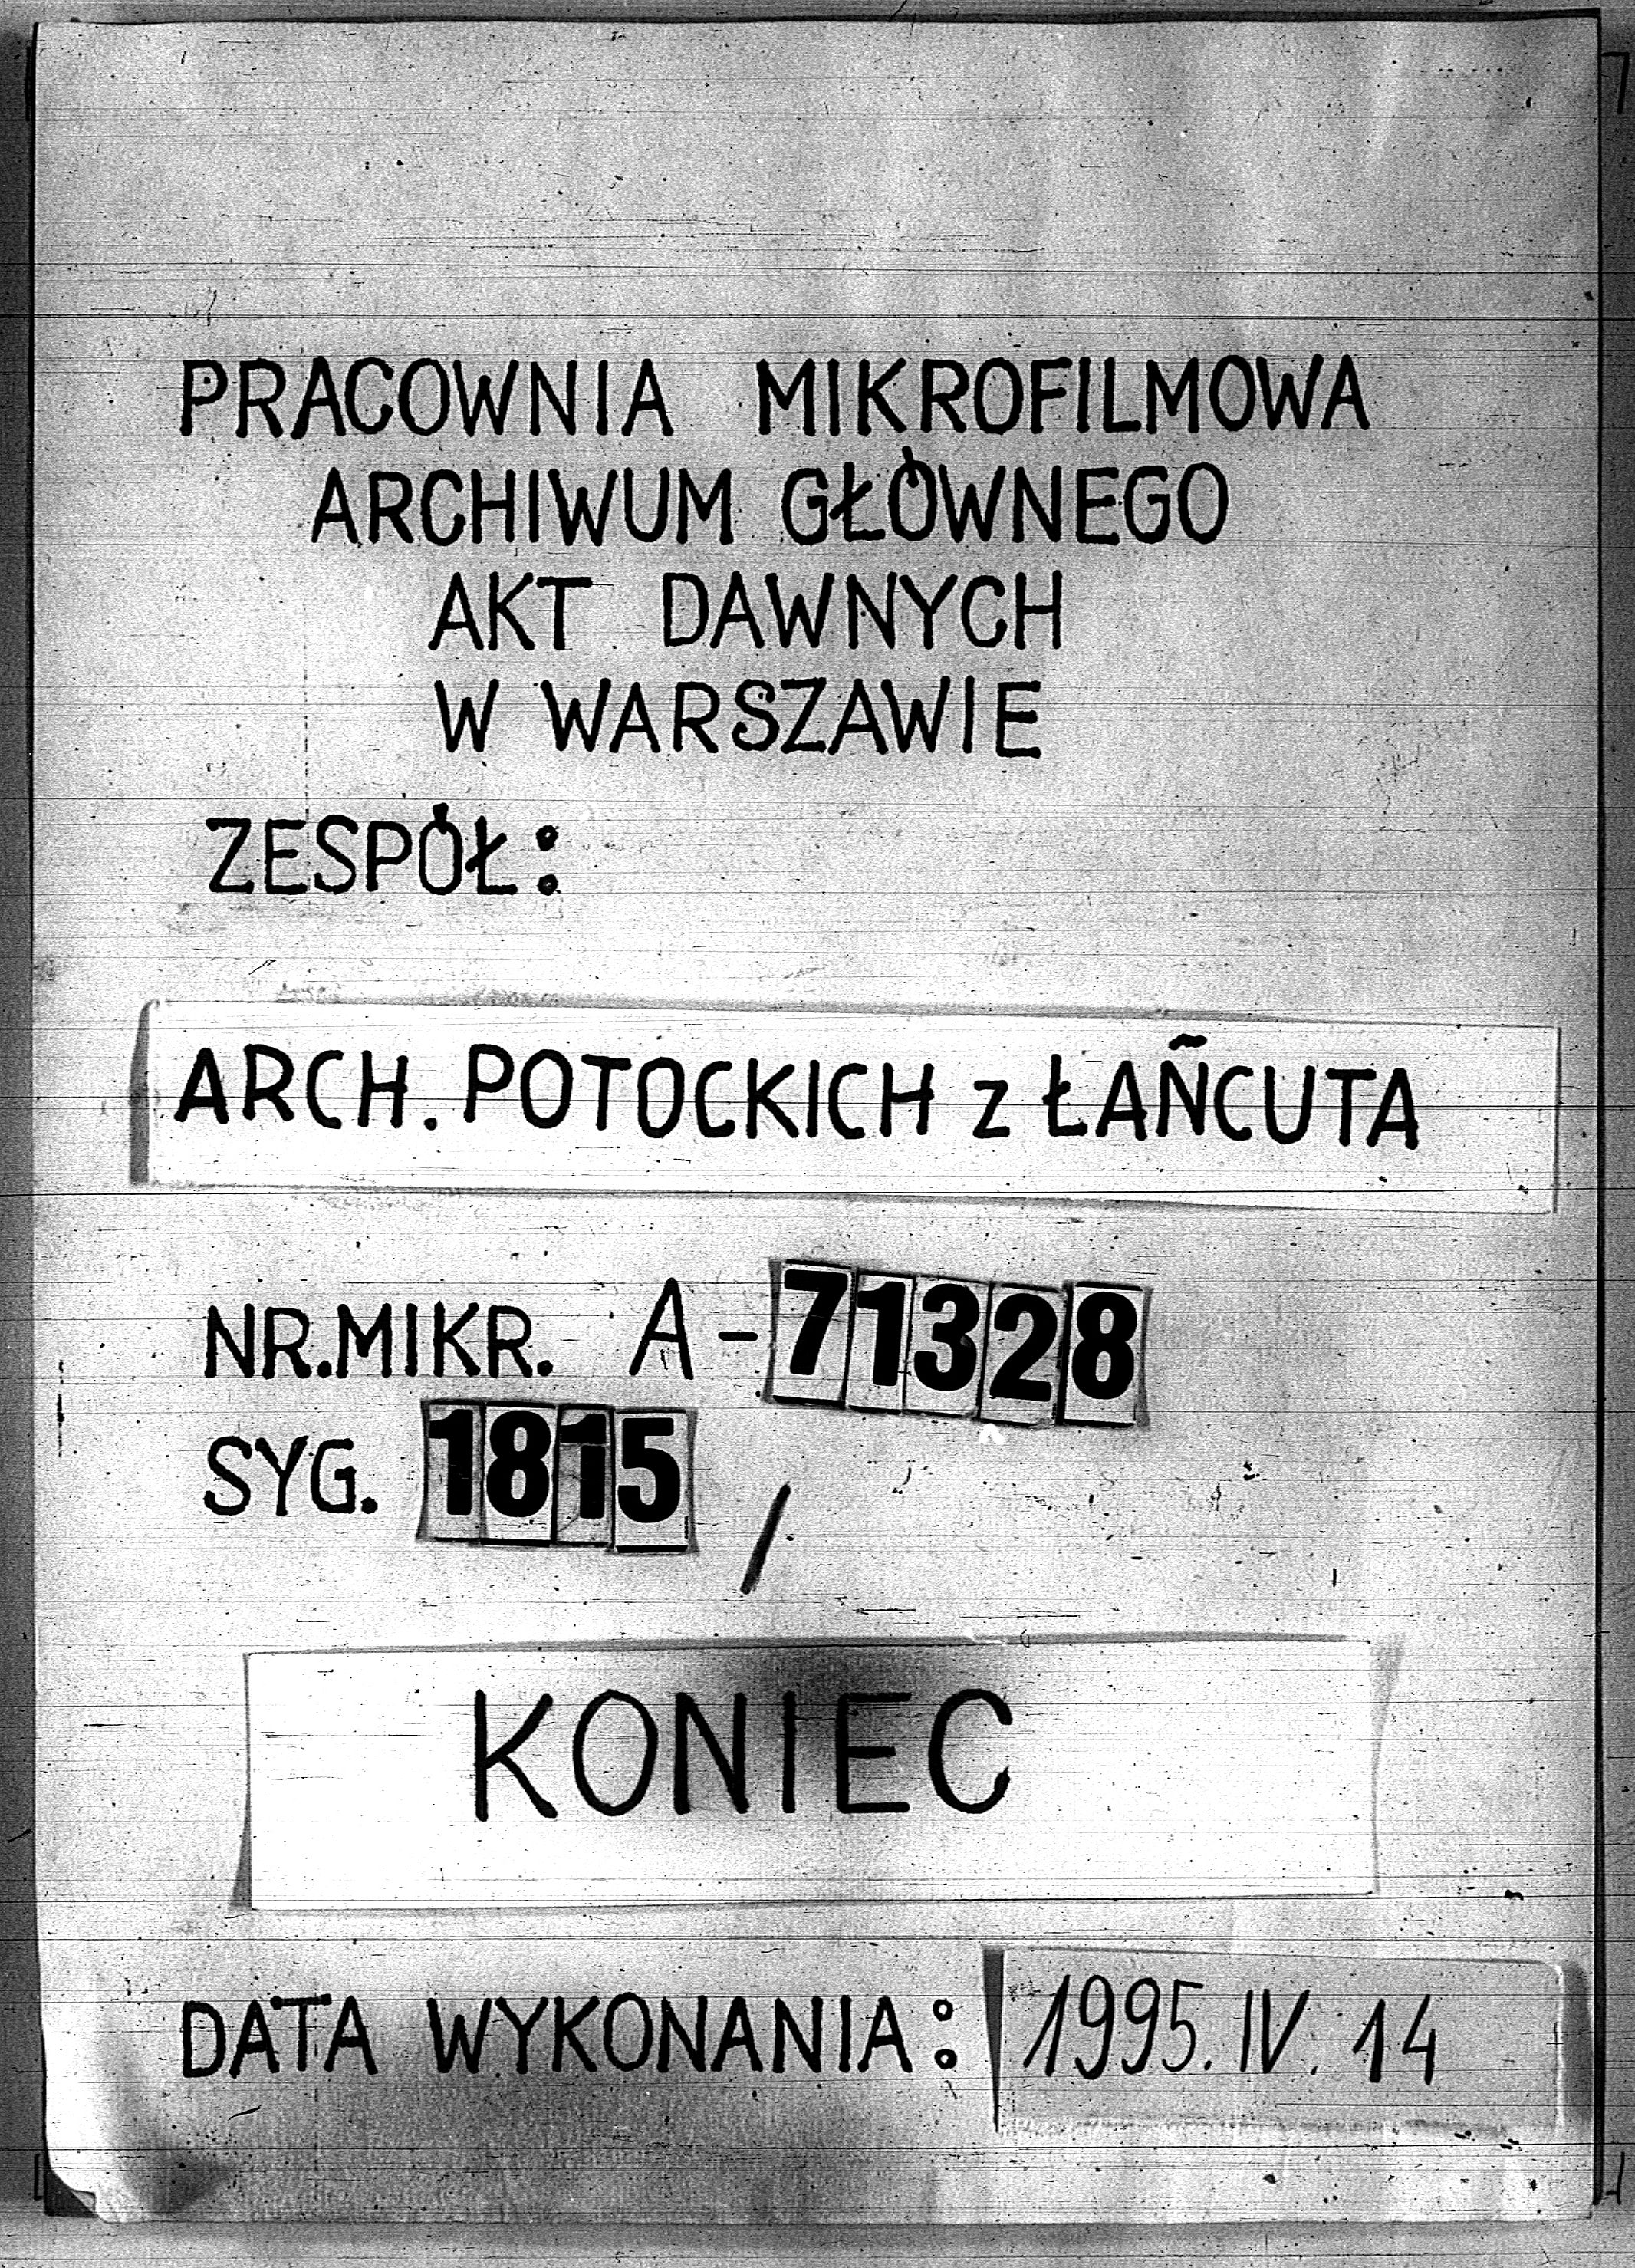 PRACOWNIA MIKROFILMOWA
ARCHIWUM GŁÓWNEGO
AKT DAWNYCH
W WARSZAWIE
ZESPÓŁ:
ARCH. POTOCKICH z ŁAÑCUTA
NR.MIKR. A-71328
SYG. 1815 /
KONIEC
DATA WYKONANIA: 1995.IV.14